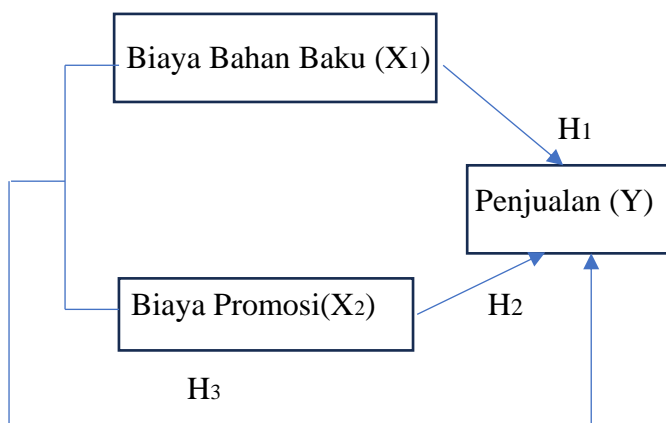 Biaya Bahan Baku (X1)
H1
Penjualan (Y)
Biaya Promosi(X2)
H2
H3